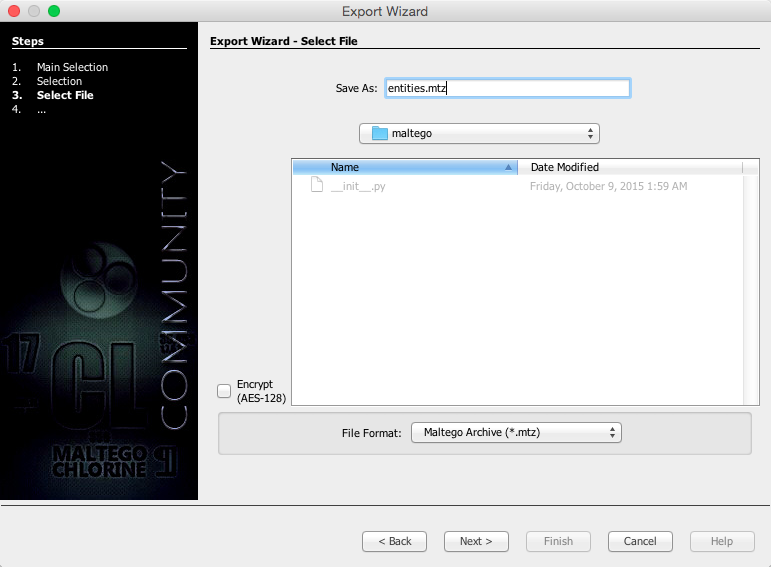 Export Wizard
Steps
1. Main Selection
2. Selection
3. Select File
4. ...
COMMUNITY
17
CL
MALTEGO
CHLORINE
Export Wizard - Select File
Save As: entities.mtz
maltego
Name Date Modified
__init__.py Friday, October 9, 2015 1:59 AM
Encrypt
(AES-128)
File Format: Maltego Archive (*.mtz)
< Back Next > Finish Cancel Help